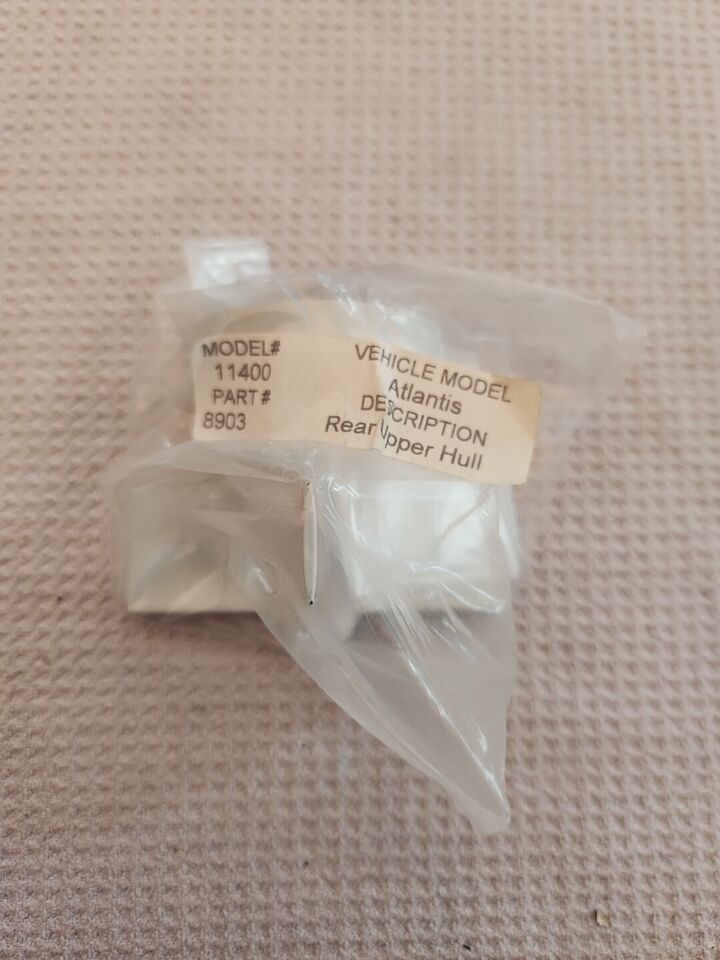 MODEL#
11400
PART#
8903
VEHICLE MODEL
Atlantis
DESCRIPTION
Rear Upper Hull